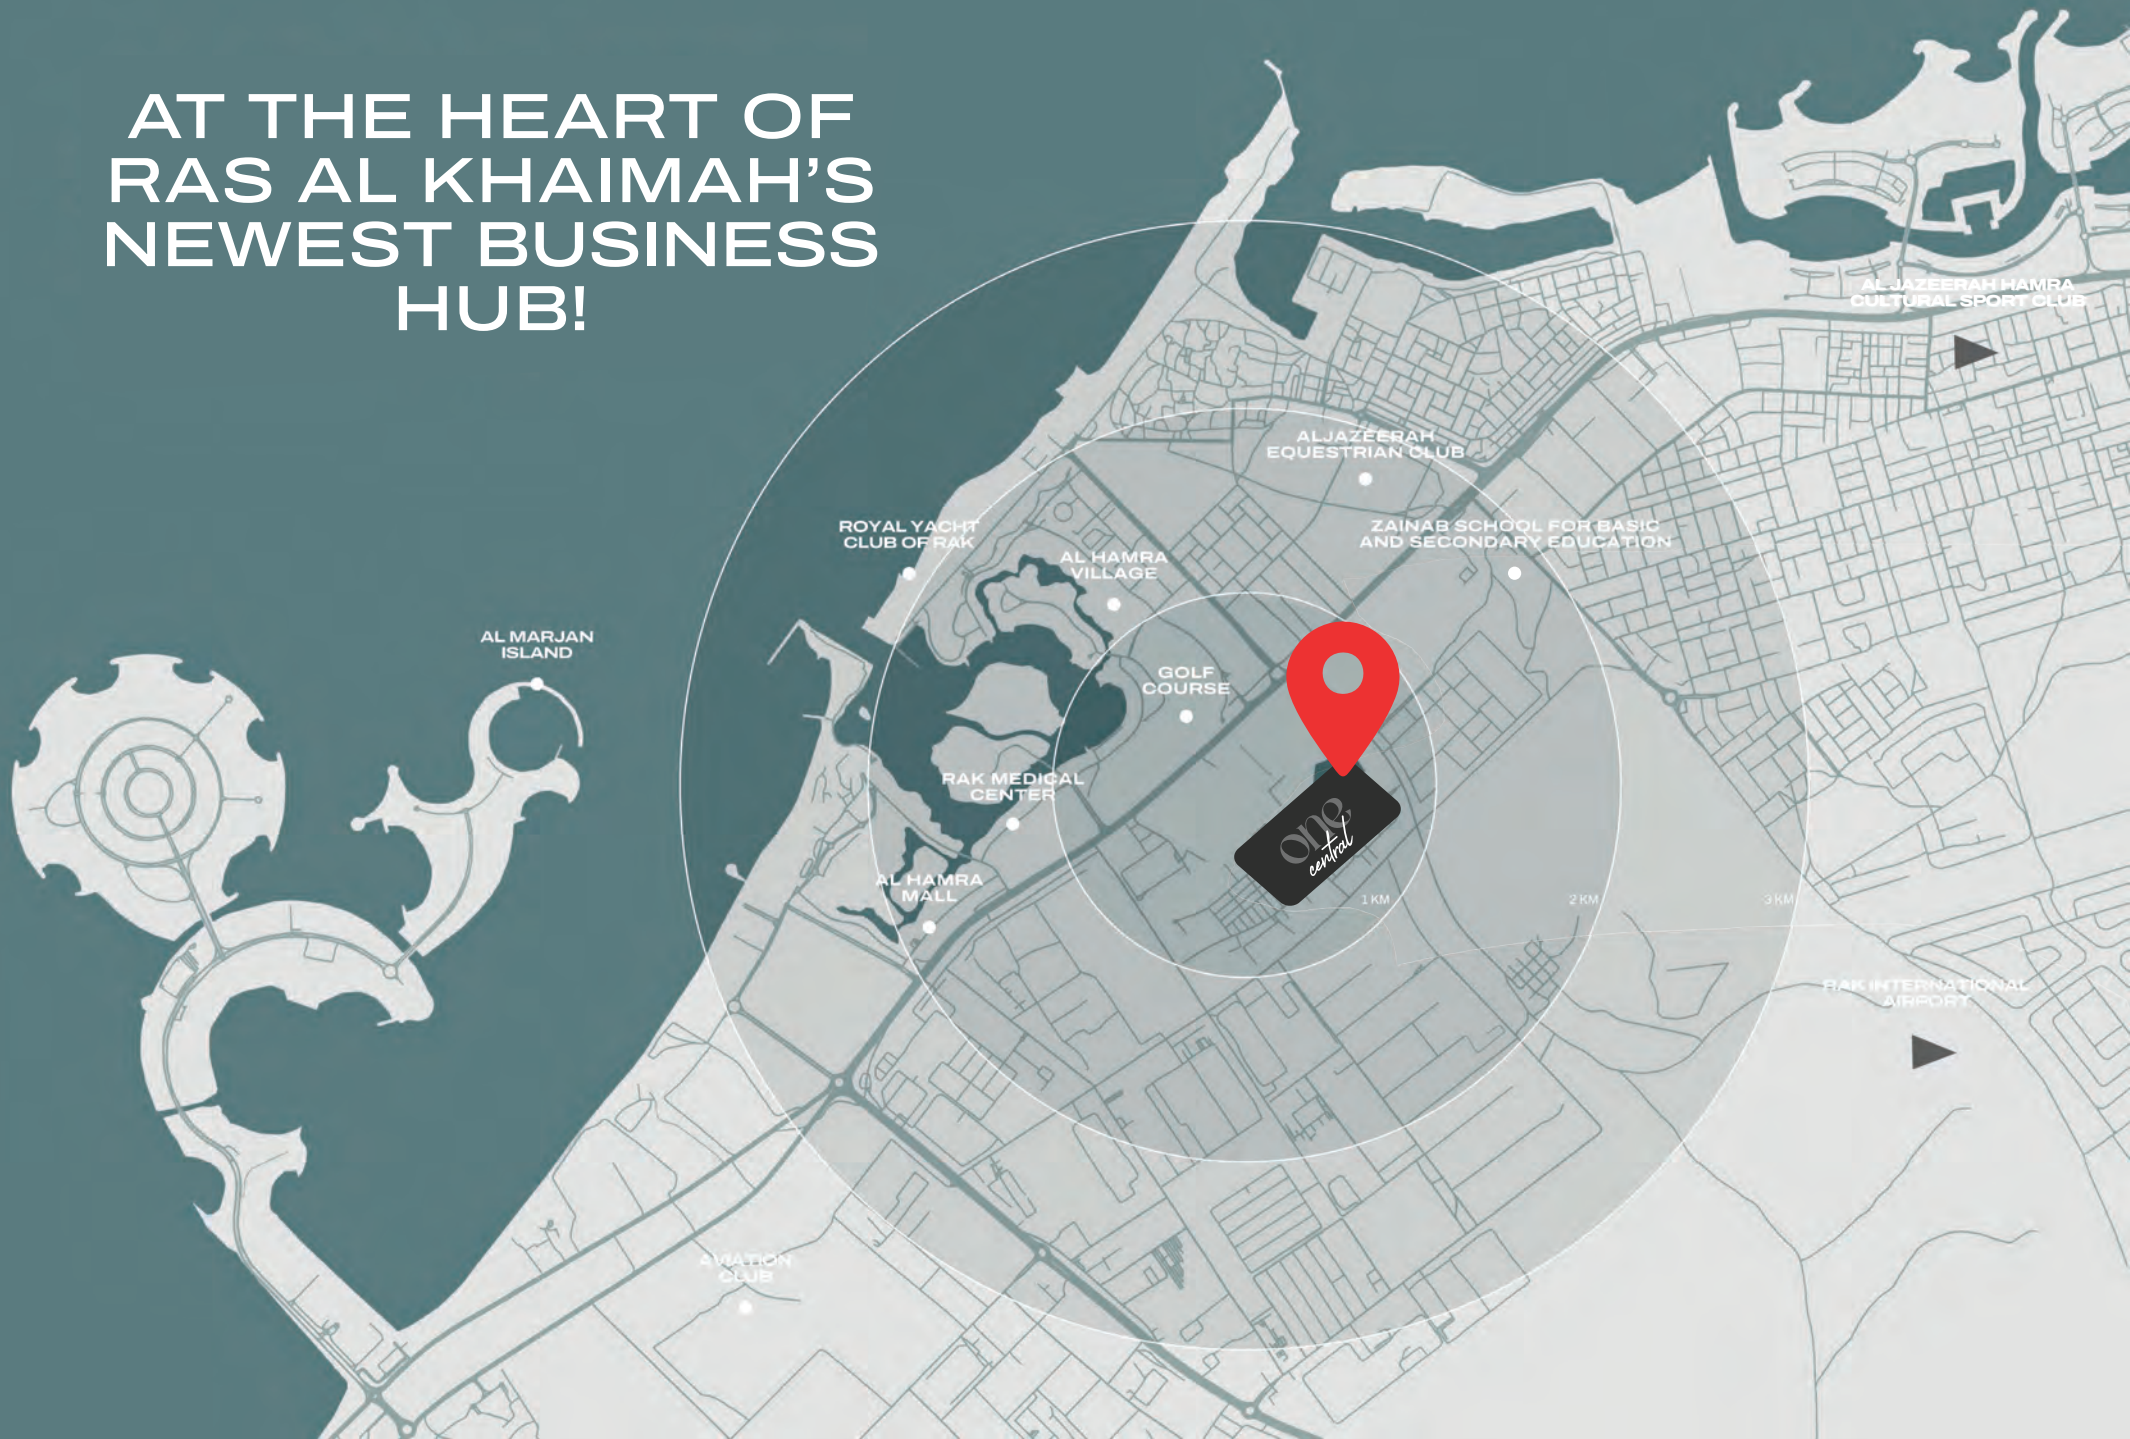 AT THE HEART OF
RAS AL KHAIMAH'S
NEWEST BUSINESS
HUB!
AL JAZEERAH HAMRA
CULTURAL SPORT CLUB
ALJAZEERAH
EQUESTRIAN CLUB
ROYAL YACHT
CLUB OF RAK
ZAINAB SCHOOL FOR BASIC
AND SECONDARY EDUCATION
AL HAMRA
VILLAGE
AL MARJAN
ISLAND
GOLF
COURSE
RAK MEDICAL
CENTER
one
central
AL HAMRA
MALL
1 KM
2 KM
3 KM
RAK INTERNATIONAL
AIRPORT
AVIATION
CLUB